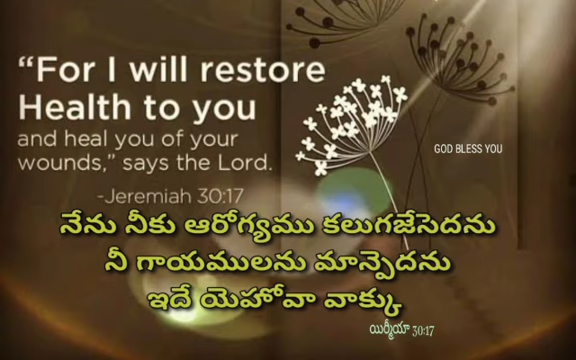 “For I will restore
Health to you
and heal you of your
wounds,” says the Lord.
-Jeremiah 30:17
GOD BLESS YOU
నేను నీకు ఆరోగ్యము కలుగజేసెదను
నీ గాయములను మాన్పెదను
ఇదే యెహోవా వాక్కు
యిర్మీయా 30:17